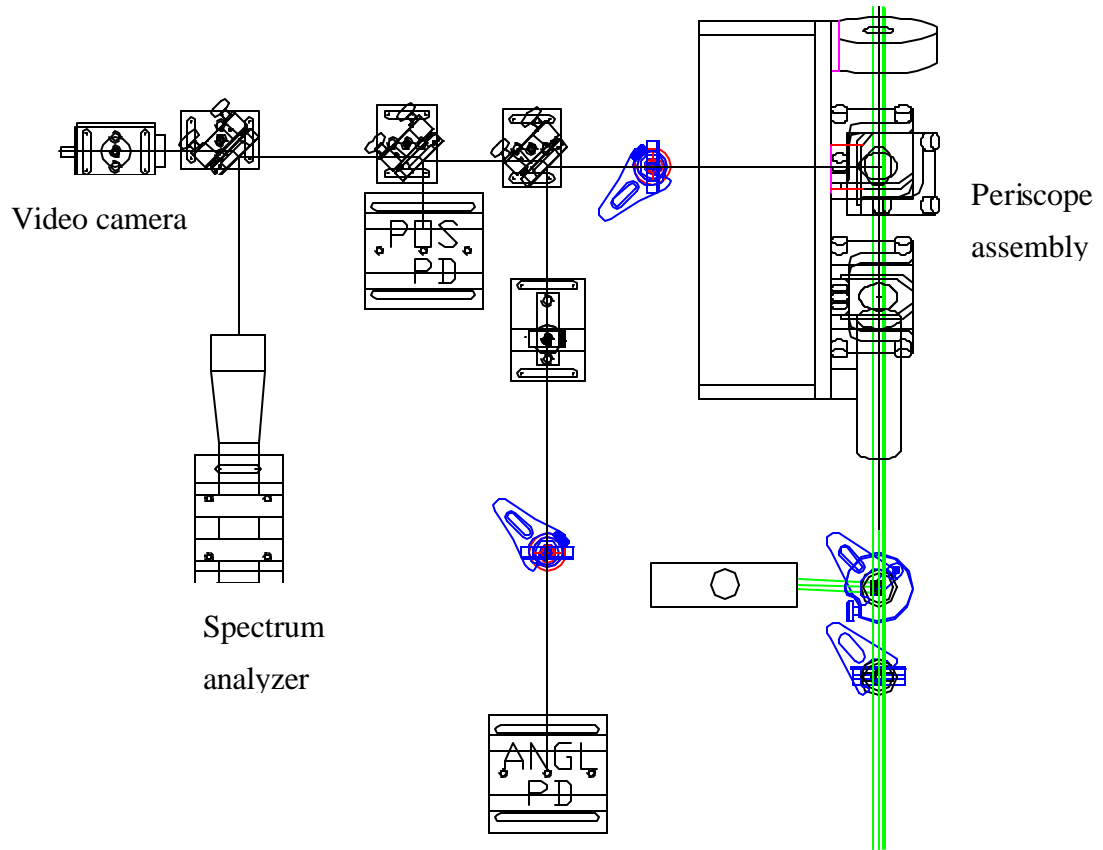 Video camera
POS
PD
Periscope
assembly
Spectrum
analyzer
ANGL
PD